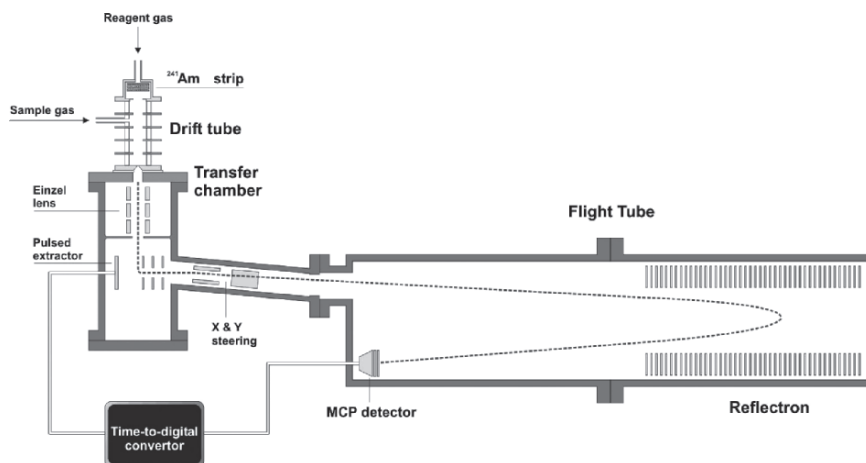 Reagent gas
²⁴¹Am strip
Sample gas
Drift tube
Transfer
chamber
Einzel
lens
Flight Tube
Pulsed
extractor
X & Y
steering
MCP detector
Reflectron
Time-to-digital
convertor